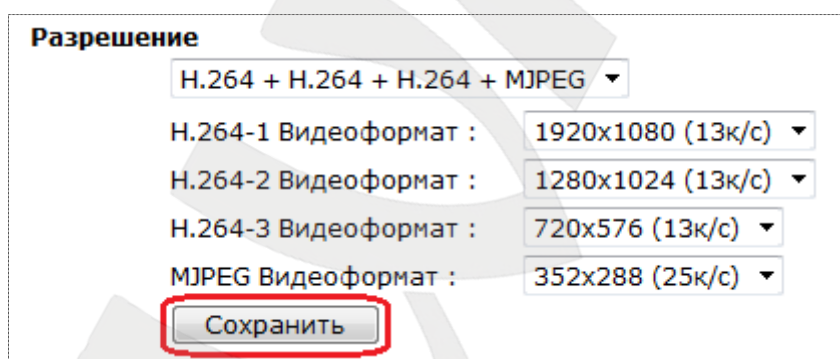 Разрешение
H.264 + H.264 + H.264 + MJPEG
H.264-1 Видеоформат : 1920x1080 (13к/с)
H.264-2 Видеоформат : 1280x1024 (13к/с)
H.264-3 Видеоформат : 720x576 (13к/с)
MJPEG Видеоформат : 352x288 (25к/с)
Сохранить